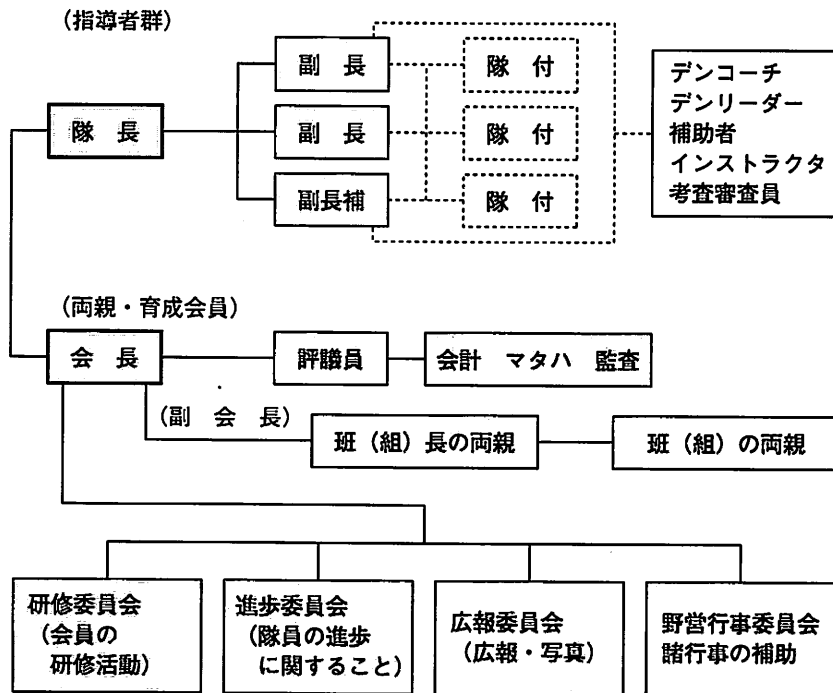 (指導者群)
隊 長
副 長
副 長
副長補
隊 付
隊 付
隊 付
デンコーチ
デンリーダー
補助者
インストラクタ
考査審査員
(両親・育成会員)
会 長
評議員
会計 マタハ 監査
(副 会 長)
班(組)長の両親
班(組)の両親
研修委員会
(会員の
研修活動)
進歩委員会
(隊員の進歩
に関すること)
広報委員会
(広報・写真)
野営行事委員会
諸行事の補助